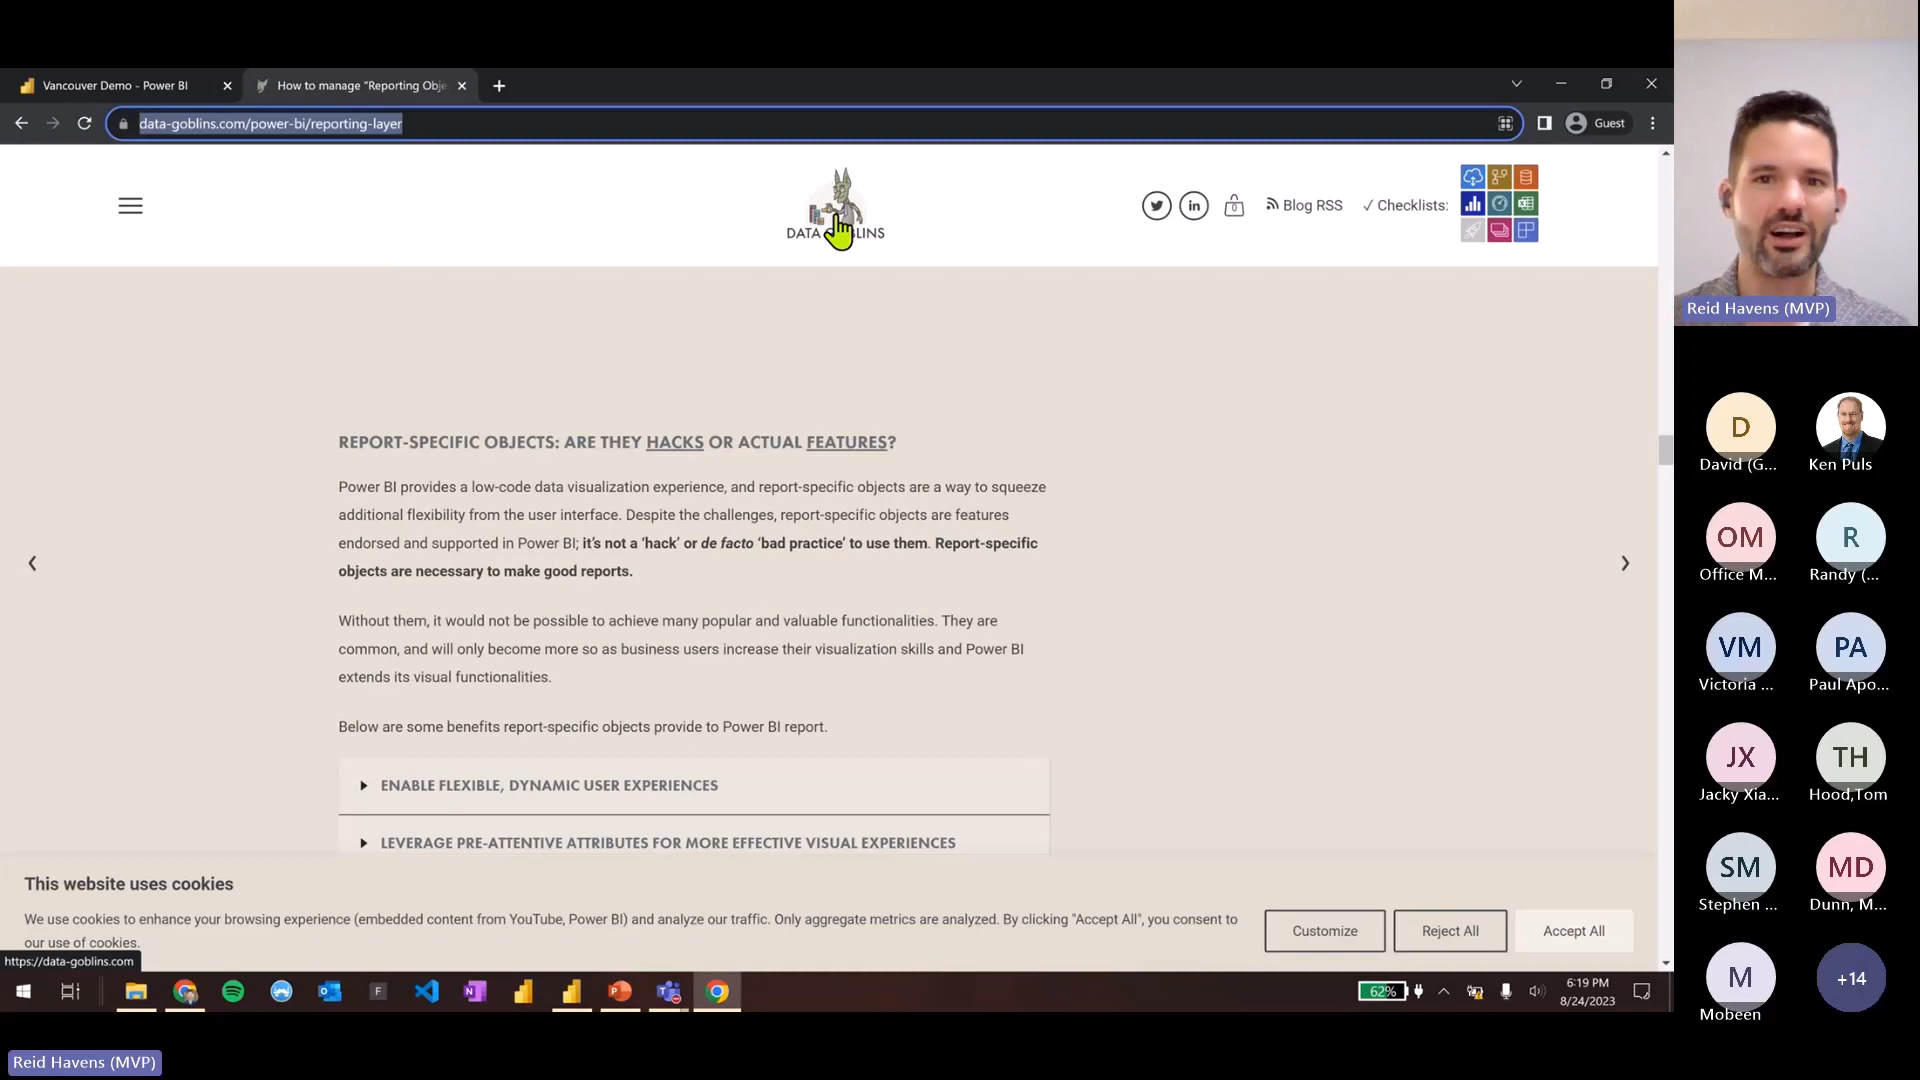 Vancouver Demo - Power BI
How to manage "Reporting Obje
data-goblins.com/power-bi/reporting-layer
Guest
DATA GOBLINS
Blog RSS
✓ Checklists:
REPORT-SPECIFIC OBJECTS: ARE THEY HACKS OR ACTUAL FEATURES?
Power BI provides a low-code data visualization experience, and report-specific objects are a way to squeeze
additional flexibility from the user interface. Despite the challenges, report-specific objects are features
endorsed and supported in Power BI; it's not a 'hack' or de facto 'bad practice' to use them. Report-specific
objects are necessary to make good reports.
Without them, it would not be possible to achieve many popular and valuable functionalities. They are
common, and will only become more so as business users increase their visualization skills and Power BI
extends its visual functionalities.
Below are some benefits report-specific objects provide to Power BI report.
ENABLE FLEXIBLE, DYNAMIC USER EXPERIENCES
LEVERAGE PRE-ATTENTIVE ATTRIBUTES FOR MORE EFFECTIVE VISUAL EXPERIENCES
This website uses cookies
We use cookies to enhance your browsing experience (embedded content from YouTube, Power BI) and analyze our traffic. Only aggregate metrics are analyzed. By clicking "Accept All", you consent to
our use of cookies.
Customize
Reject All
Accept All
https://data-goblins.com
62%
6:19 PM
8/24/2023
Reid Havens (MVP)
Reid Havens (MVP)
D
David (G...
Ken Puls
OM
Office M...
R
Randy (...
VM
Victoria ...
PA
Paul Apo...
JX
Jacky Xia...
TH
Hood,Tom
SM
Stephen ...
MD
Dunn, M...
M
Mobeen
+14